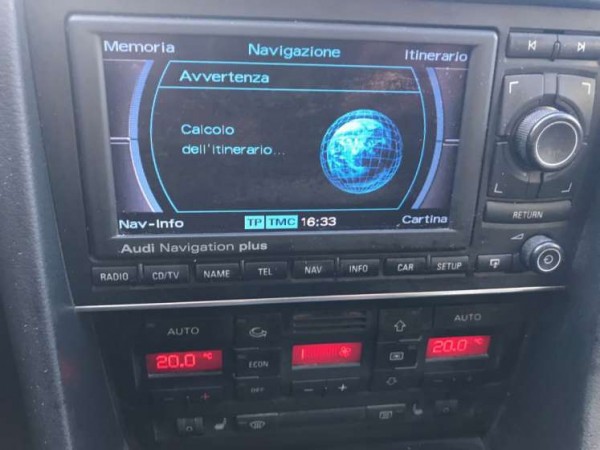 Memoria Navigazione Itinerario
Avvertenza
Calcolo
dell'itinerario...
Nav-Info TP TMC 16:33 Cartina
RETURN
Audi Navigation plus
RADIO CD/TV NAME TEL NAV INFO CAR SETUP
AUTO AUTO
20.0 °C 1 20.0 °C
ECON
OFF